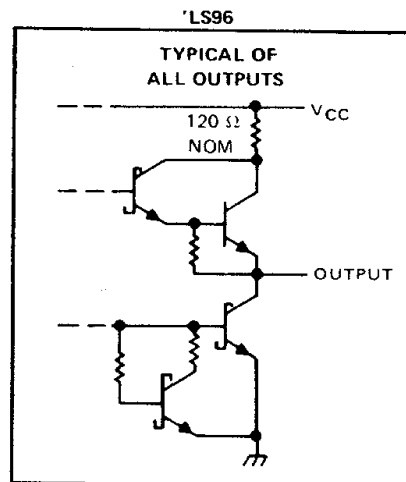 'LS96
TYPICAL OF
ALL OUTPUTS
VCC
120 Ω
NOM
OUTPUT